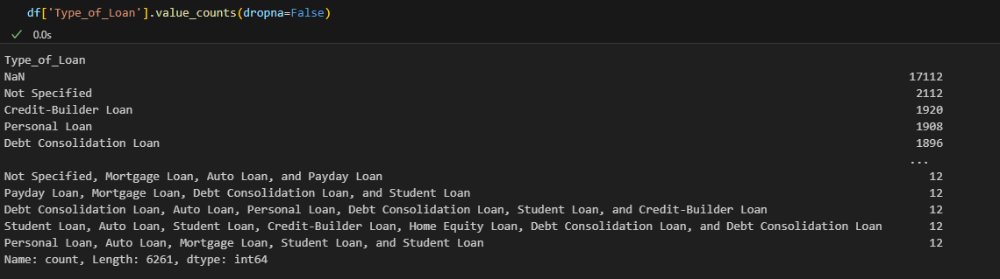 df['Type_of_Loan'].value_counts(dropna=False)
✓ 0.0s
Type_of_Loan
NaN 17112
Not Specified 2112
Credit-Builder Loan 1920
Personal Loan 1908
Debt Consolidation Loan 1896
...
Not Specified, Mortgage Loan, Auto Loan, and Payday Loan 12
Payday Loan, Mortgage Loan, Debt Consolidation Loan, and Student Loan 12
Debt Consolidation Loan, Auto Loan, Personal Loan, Debt Consolidation Loan, Student Loan, and Credit-Builder Loan 12
Student Loan, Auto Loan, Student Loan, Credit-Builder Loan, Home Equity Loan, Debt Consolidation Loan, and Debt Consolidation Loan 12
Personal Loan, Auto Loan, Mortgage Loan, Student Loan, and Student Loan 12
Name: count, Length: 6261, dtype: int64